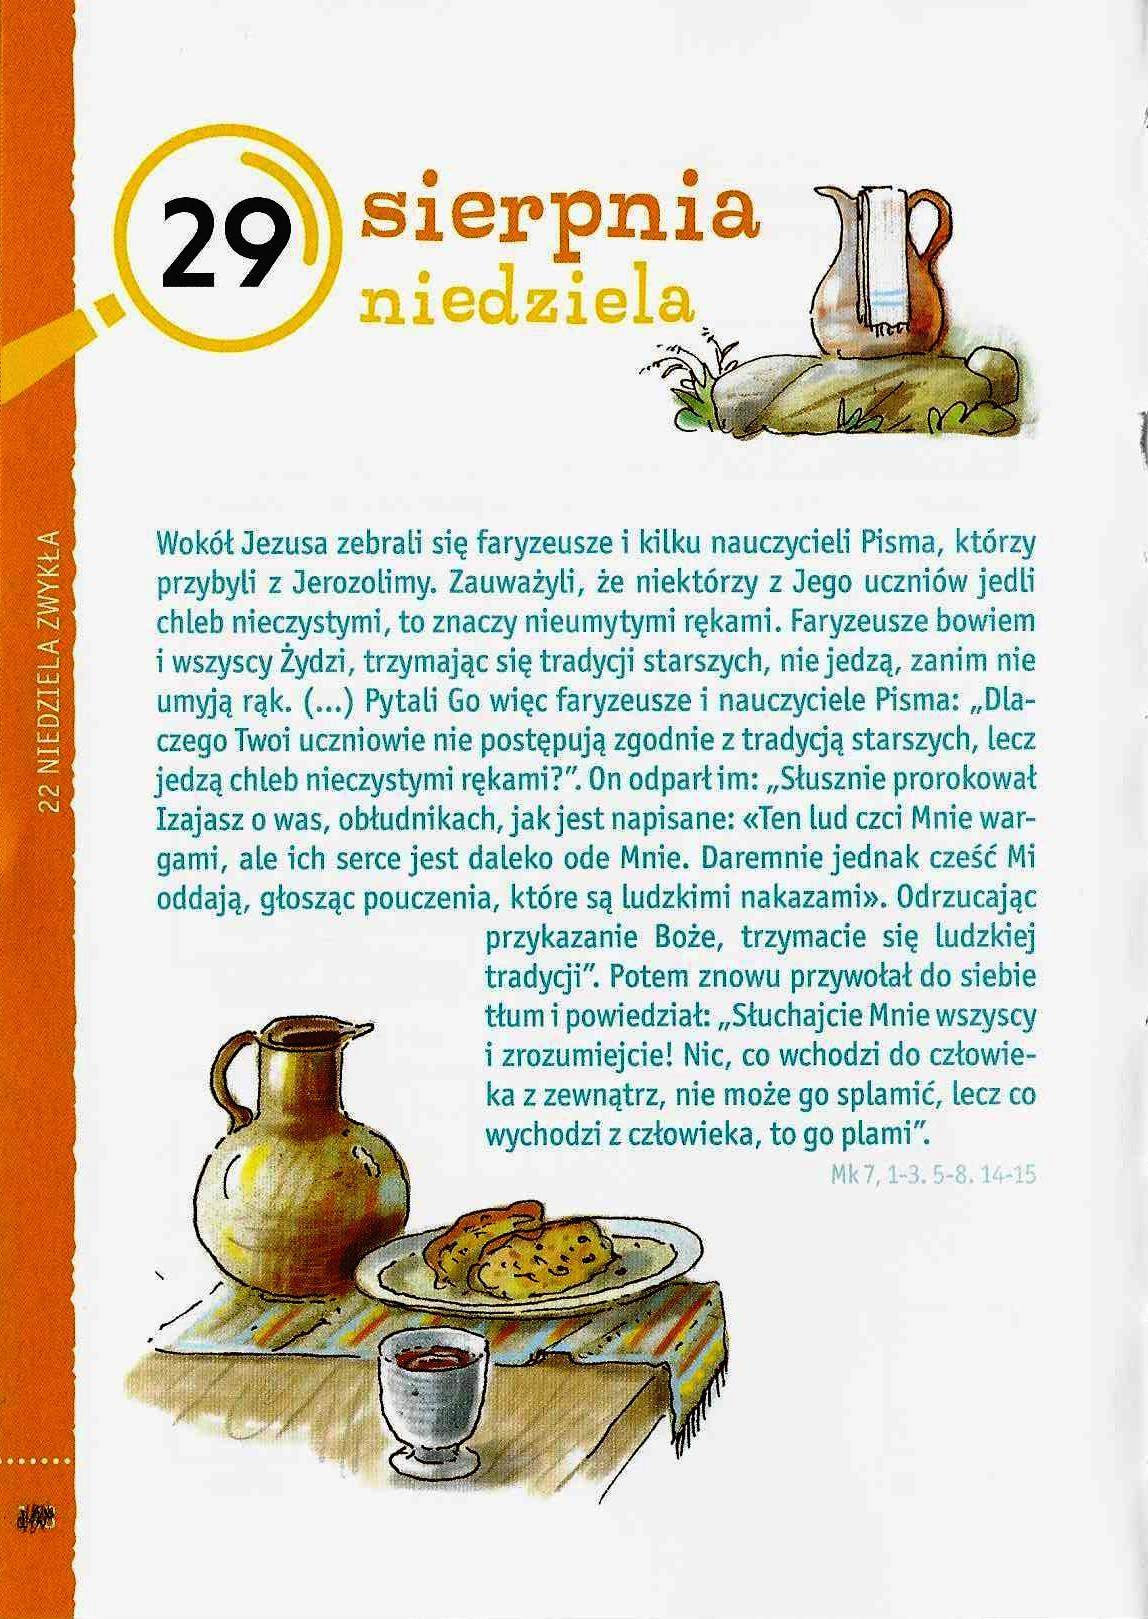 29
sierpnia
niedziela
22 NIEDZIELA ZWYKŁA
Wokół Jezusa zebrali się faryzeusze i kilku nauczycieli Pisma, którzy
przybyli z Jerozolimy. Zauważyli, że niektórzy z Jego uczniów jedli
chleb nieczystymi, to znaczy nieumytymi rękami. Faryzeusze bowiem
i wszyscy Żydzi, trzymając się tradycji starszych, nie jedzą, zanim nie
umyją rąk. (...) Pytali Go więc faryzeusze i nauczyciele Pisma: „Dla-
czego Twoi uczniowie nie postępują zgodnie z tradycją starszych, lecz
jedzą chleb nieczystymi rękami?”. On odparł im: „Słusznie prorokował
Izajasz o was, obłudnikach, jak jest napisane: «Ten lud czci Mnie war-
gami, ale ich serce jest daleko ode Mnie. Daremnie jednak cześć Mi
oddają, głosząc pouczenia, które są ludzkimi nakazami». Odrzucając
przykazanie Boże, trzymacie się ludzkiej
tradycji”. Potem znowu przywołał do siebie
tłum i powiedział: „Słuchajcie Mnie wszyscy
i zrozumiejcie! Nic, co wchodzi do człowie-
ka z zewnątrz, nie może go splamić, lecz co
wychodzi z człowieka, to go plami”.
Mk 7, 1-3. 5-8. 14-15